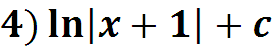 4) ln|x + 1| + c